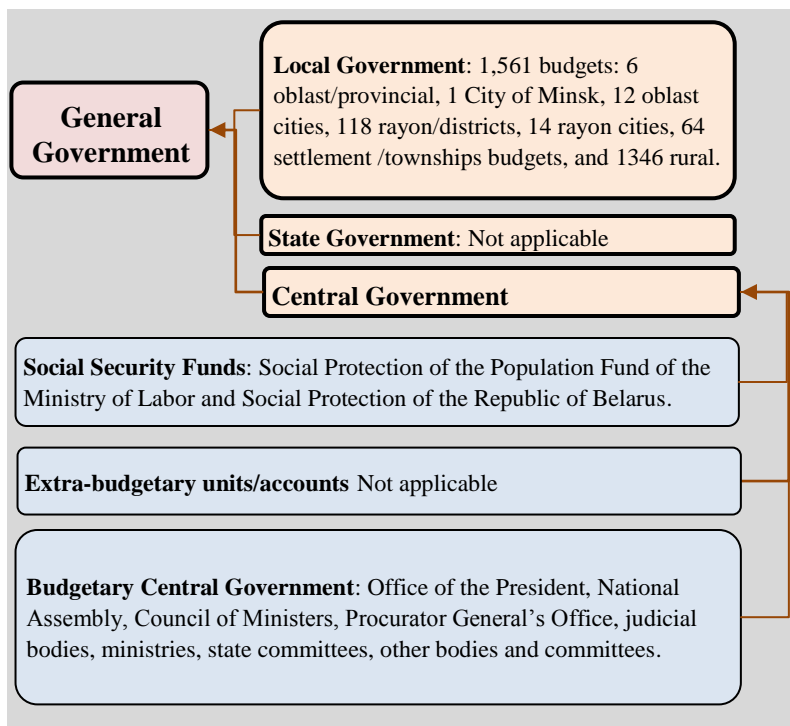 General
Government
Local Government: 1,561 budgets: 6
oblast/provincial, 1 City of Minsk, 12 oblast
cities, 118 rayon/districts, 14 rayon cities, 64
settlement /townships budgets, and 1346 rural.
State Government: Not applicable
Central Government
Social Security Funds: Social Protection of the Population Fund of the
Ministry of Labor and Social Protection of the Republic of Belarus.
Extra-budgetary units/accounts Not applicable
Budgetary Central Government: Office of the President, National
Assembly, Council of Ministers, Procurator General’s Office, judicial
bodies, ministries, state committees, other bodies and committees.